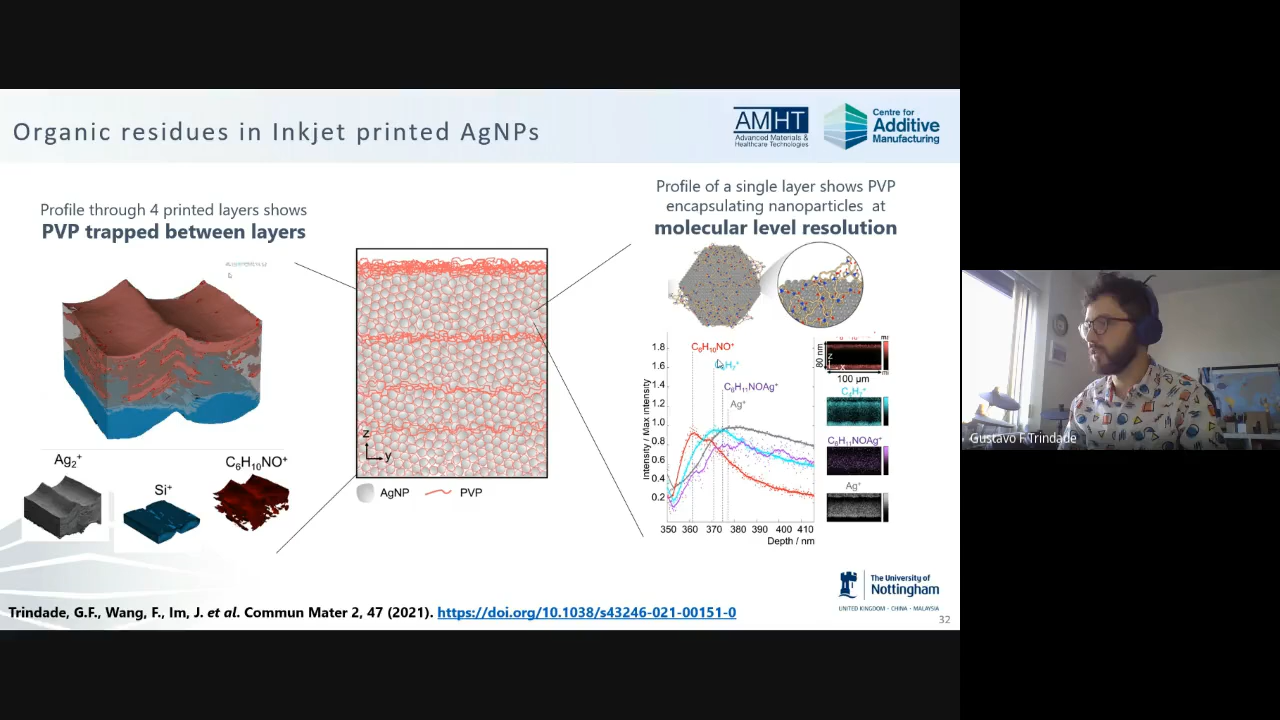 Organic residues in Inkjet printed AgNPs
AMHT
Advanced Materials &
Healthcare Technologies
Centre for
Additive
Manufacturing
Profile through 4 printed layers shows
PVP trapped between layers
Profile of a single layer shows PVP
encapsulating nanoparticles at
molecular level resolution
Ag₂⁺
Si⁺
C₆H₁₀NO⁺
z
y
AgNP
PVP
C₆H₁₀NO⁺
C₆H₁₁NOAg⁺
Ag⁺
Intensity / Max intensity
1.8
1.6
1.4
1.2
1.0
0.8
0.6
0.4
0.2
350 360 370 380 390 400 410
Depth / nm
80 nm
z
x
100 µm
C₆H₁₁NOAg⁺
Ag⁺
Gustavo F Trindade
The University of
Nottingham
UNITED KINGDOM · CHINA · MALAYSIA
Trindade, G.F., Wang, F., Im, J. et al. Commun Mater 2, 47 (2021). https://doi.org/10.1038/s43246-021-00151-0
32